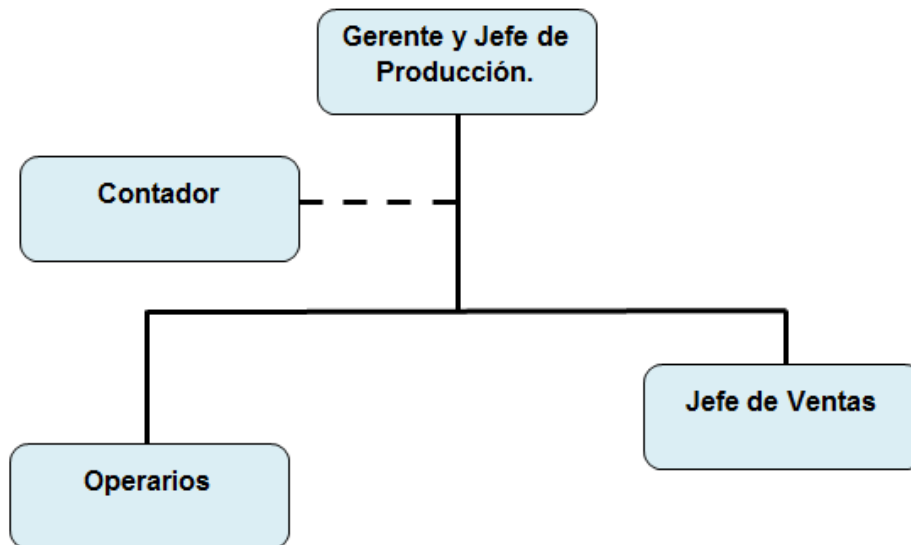 Gerente y Jefe de
Producción.
Contador
Jefe de Ventas
Operarios